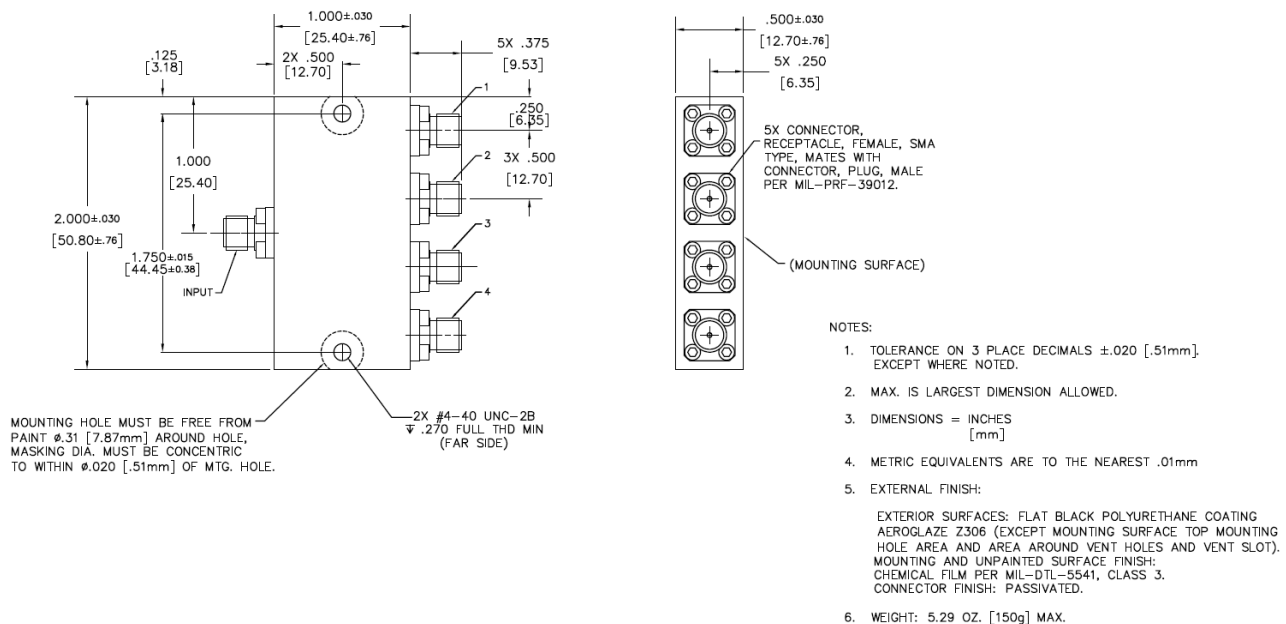 1.000±.030
[25.40±.76]
2X .500
[12.70]
5X .375
[9.53]
.125
[3.18]
1
.250
[6.35]
2
3X .500
[12.70]
1.000
[25.40]
3
2.000±.030
[50.80±.76]
1.750±.015
[44.45±0.38]
INPUT
4
MOUNTING HOLE MUST BE FREE FROM
PAINT ⌀.31 [7.87mm] AROUND HOLE,
MASKING DIA. MUST BE CONCENTRIC
TO WITHIN ⌀.020 [.51mm] OF MTG. HOLE.
2X #4-40 UNC-2B
↧ .270 FULL THD MIN
(FAR SIDE)
.500±.030
[12.70±.76]
5X .250
[6.35]
5X CONNECTOR,
RECEPTACLE, FEMALE, SMA
TYPE, MATES WITH
CONNECTOR, PLUG, MALE
PER MIL-PRF-39012.
(MOUNTING SURFACE)
NOTES:
1. TOLERANCE ON 3 PLACE DECIMALS ±.020 [.51mm].
EXCEPT WHERE NOTED.
2. MAX. IS LARGEST DIMENSION ALLOWED.
3. DIMENSIONS = INCHES
[mm]
4. METRIC EQUIVALENTS ARE TO THE NEAREST .01mm
5. EXTERNAL FINISH:
EXTERIOR SURFACES: FLAT BLACK POLYURETHANE COATING
AEROGLAZE Z306 (EXCEPT MOUNTING SURFACE TOP MOUNTING
HOLE AREA AND AREA AROUND VENT HOLES AND VENT SLOT).
MOUNTING AND UNPAINTED SURFACE FINISH:
CHEMICAL FILM PER MIL-DTL-5541, CLASS 3.
CONNECTOR FINISH: PASSIVATED.
6. WEIGHT: 5.29 OZ. [150g] MAX.